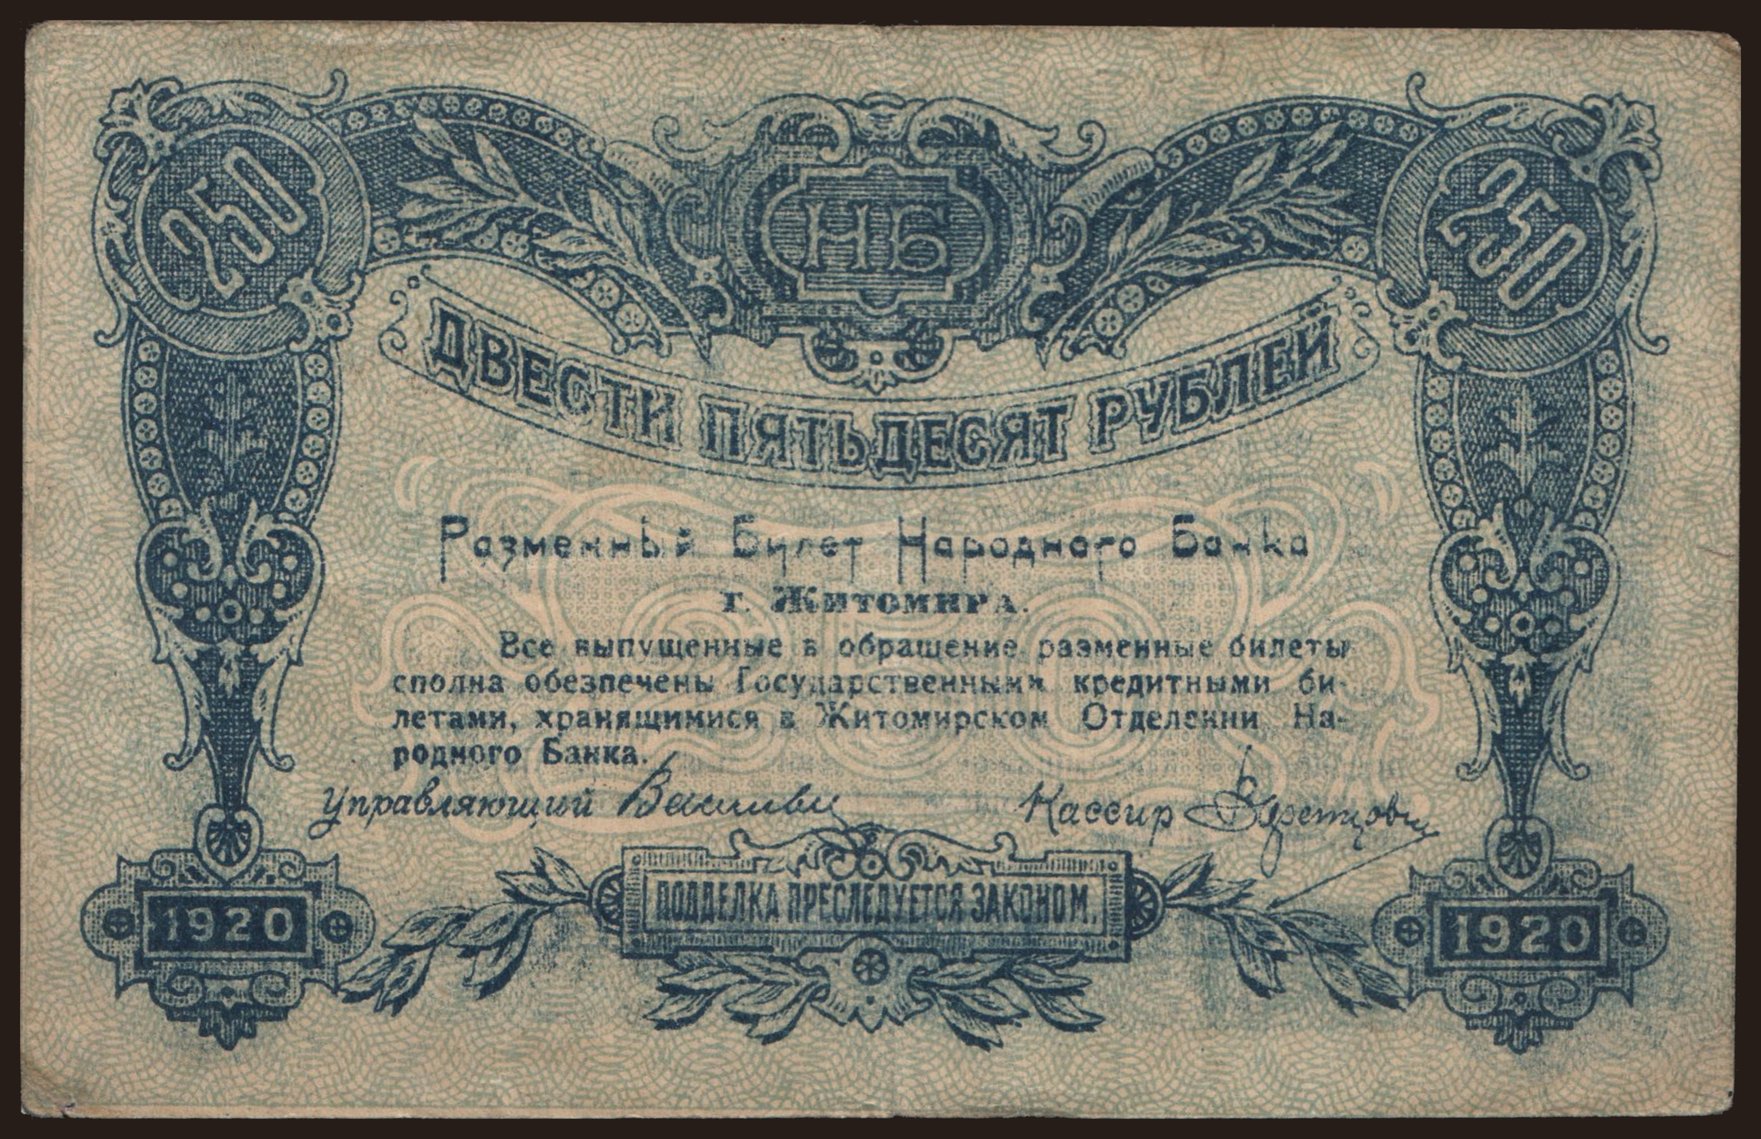 250
НБ
250
ДВЕСТИ ПЯТЬДЕСЯТ РУБЛЕЙ
Разменный Билет Народного Банка
г. Житомира.
Все выпущенные в обращение разменные билеты
сполна обезпечены Государственными кредитными би-
летами, хранящимися в Житомирском Отделении На-
родного Банка.
Управляющий
Кассир
ПОДДЕЛКА ПРЕСЛЕДУЕТСЯ ЗАКОНОМ.
1920
1920